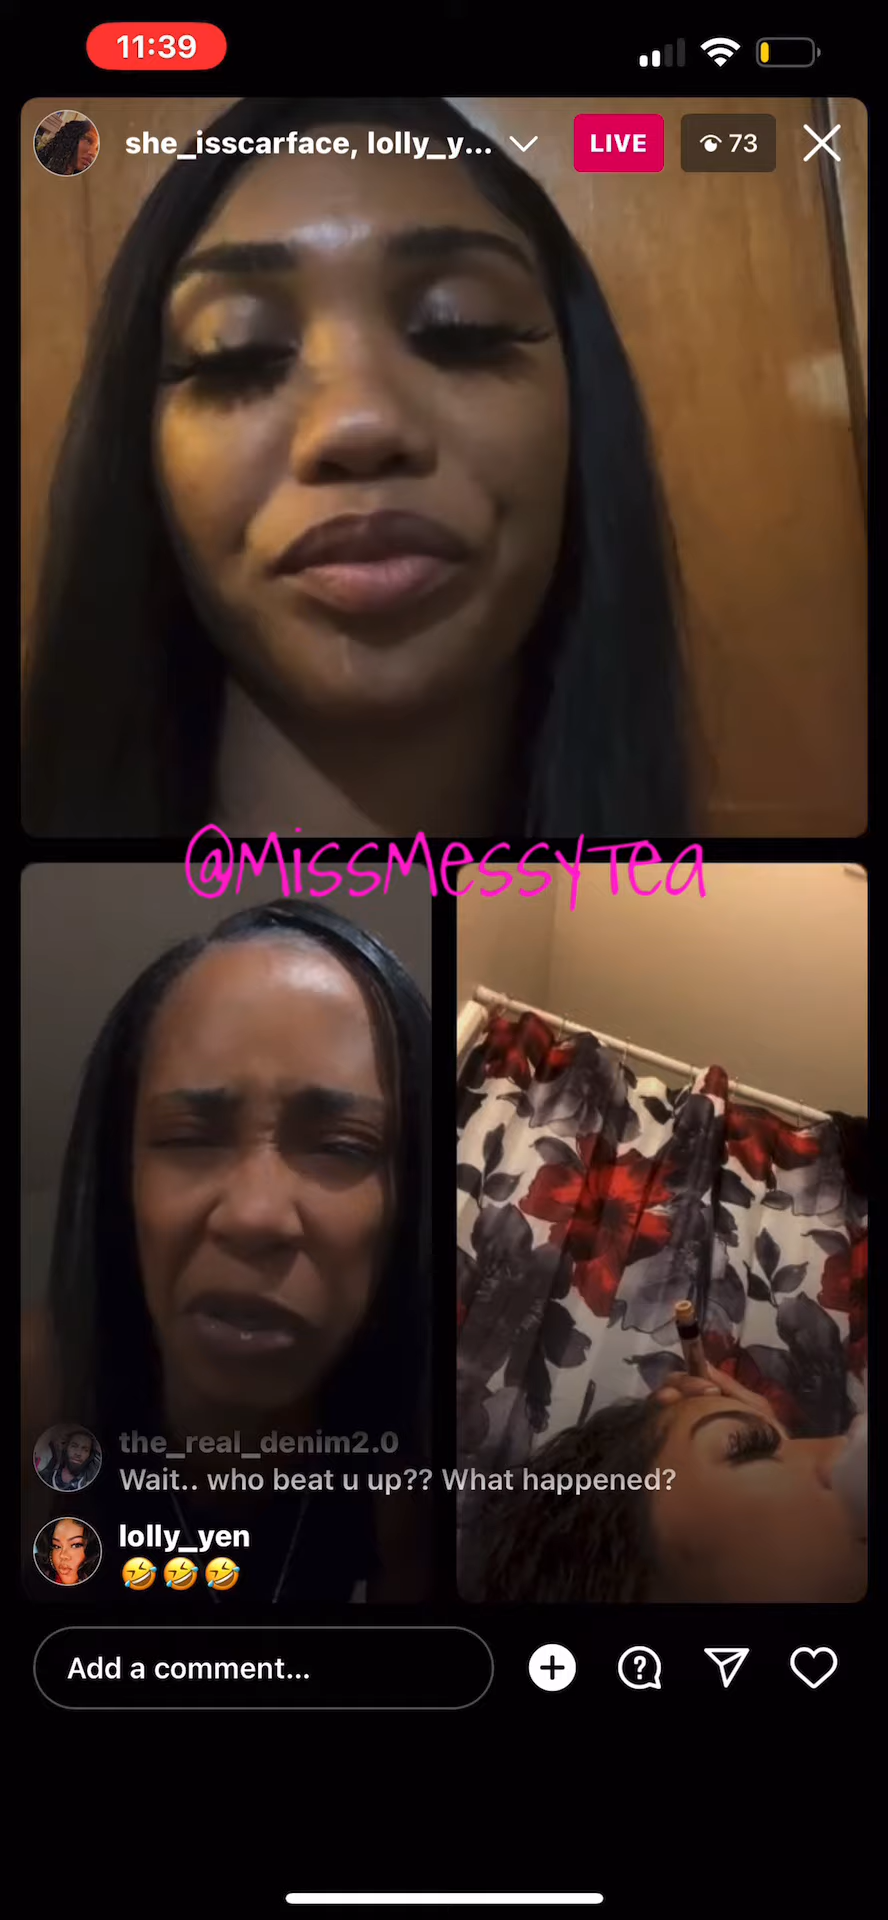 11:39
she_isscarface, lolly_y...
LIVE
73
@MissMessyTea
the_real_denim2.0
Wait.. who beat u up?? What happened?
lolly_yen
🤣🤣🤣
Add a comment...